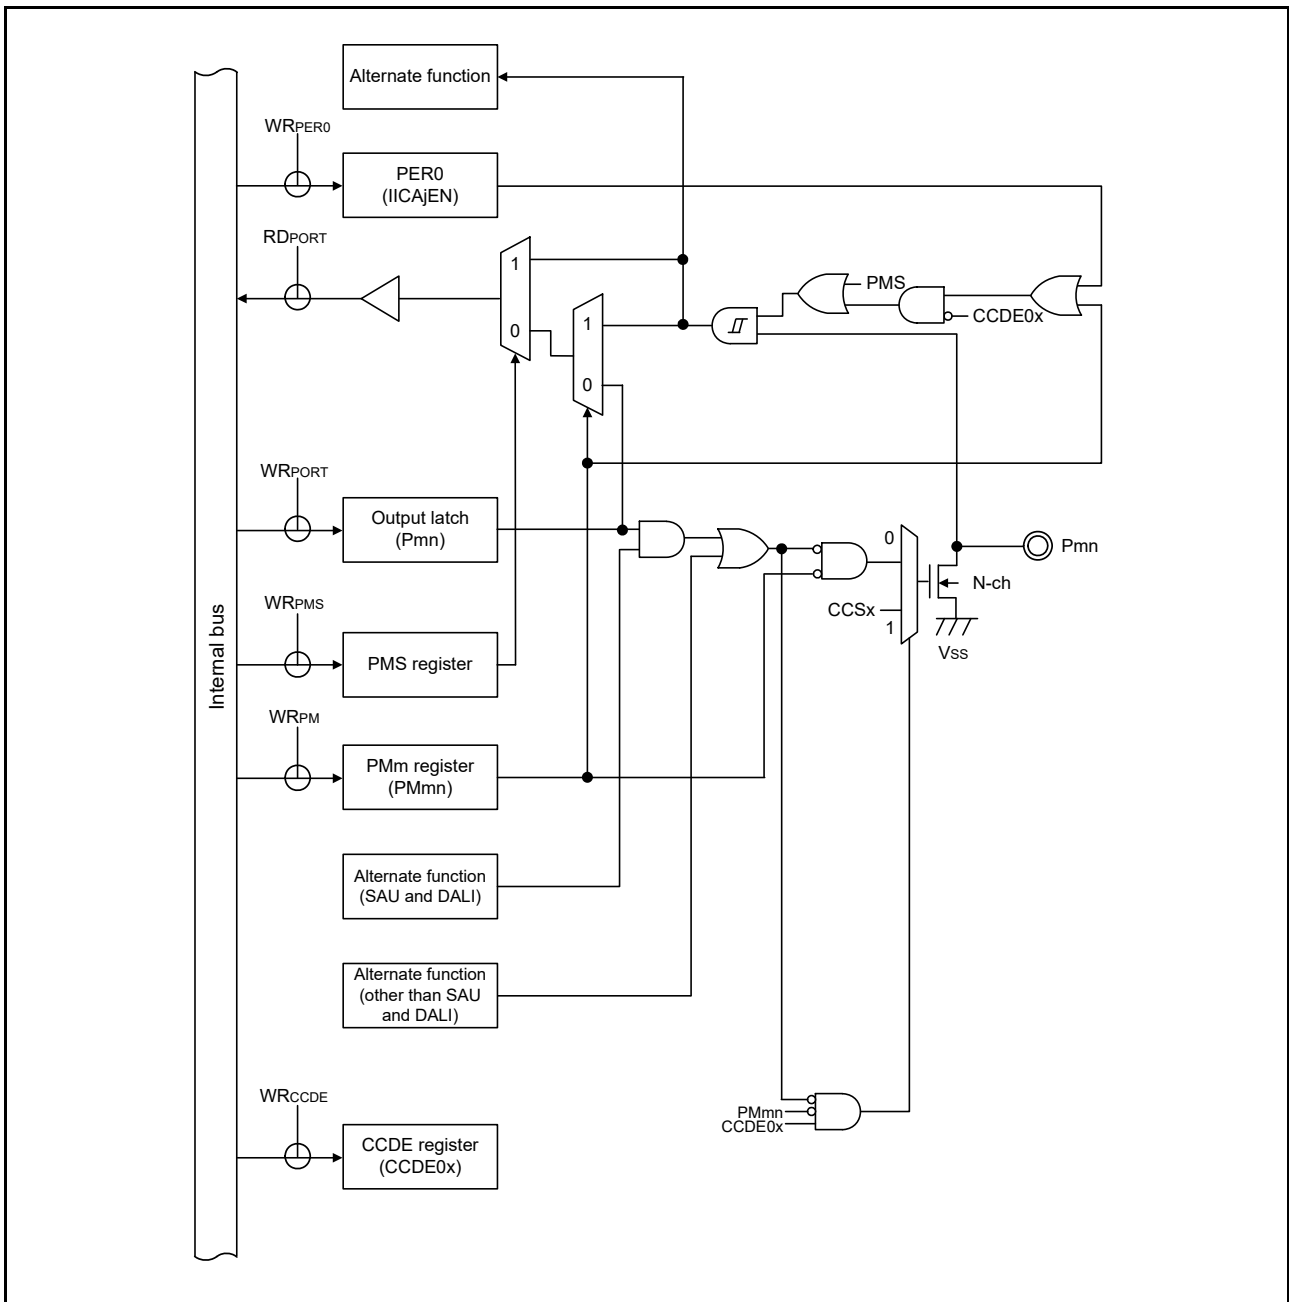 Alternate function
WRPER0
PER0
(IICAjEN)
RDPORT
1
0
1
0
PMS
CCDE0x
WRPORT
Output latch
(Pmn)
0
Pmn
N-ch
CCSx
1
VSS
WRPMS
PMS register
Internal bus
WRPM
PMm register
(PMmn)
Alternate function
(SAU and DALI)
Alternate function
(other than SAU
and DALI)
PMmn
CCDE0x
WRCCDE
CCDE register
(CCDE0x)